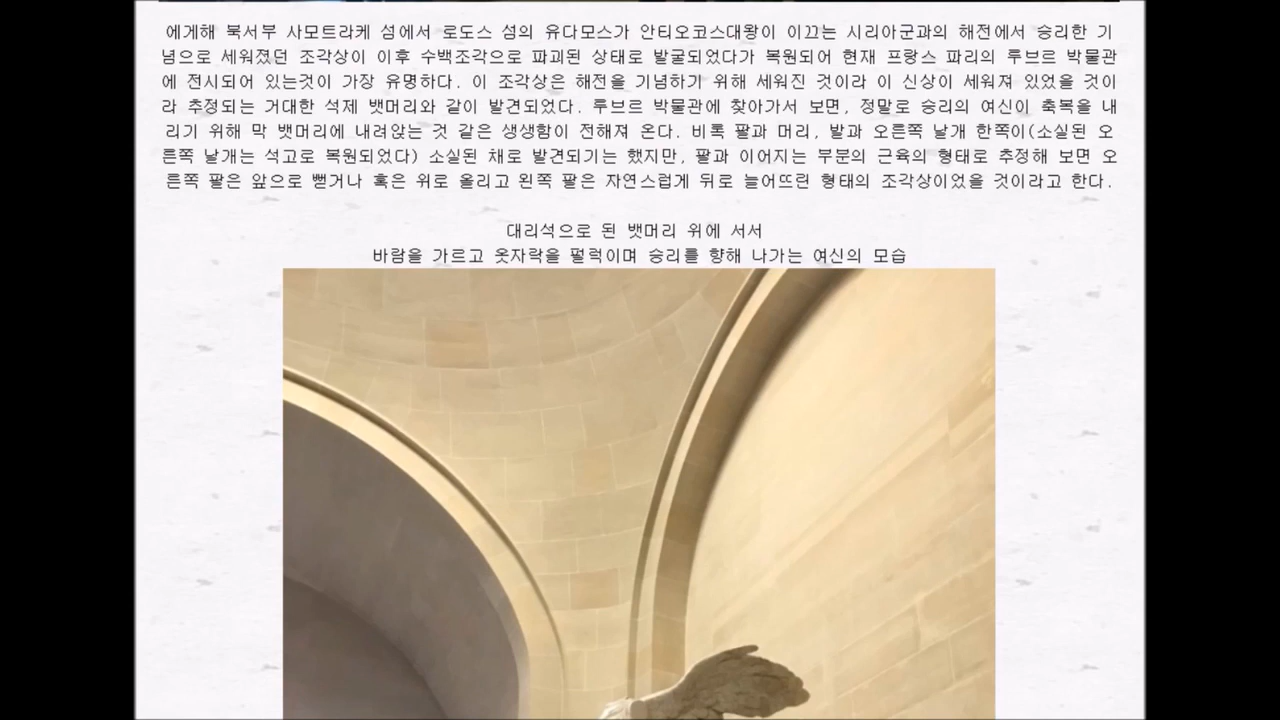 에게해 북서부 사모트라케 섬에서 로도스 섬의 유다모스가 안티오코스대왕이 이끄는 시리아군과의 해전에서 승리한 기
념으로 세워졌던 조각상이 이후 수백조각으로 파괴된 상태로 발굴되었다가 복원되어 현재 프랑스 파리의 루브르 박물관
에 전시되어 있는것이 가장 유명하다. 이 조각상은 해전을 기념하기 위해 세워진 것이라 이 신상이 세워져 있었을 것이
라 추정되는 거대한 석제 뱃머리와 같이 발견되었다. 루브르 박물관에 찾아가서 보면, 정말로 승리의 여신이 축복을 내
리기 위해 막 뱃머리에 내려앉는 것 같은 생생함이 전해져 온다. 비록 팔과 머리, 발과 오른쪽 날개 한쪽이(소실된 오
른쪽 날개는 석고로 복원되었다) 소실된 채로 발견되기는 했지만, 팔과 이어지는 부분의 근육의 형태로 추정해 보면 오
른쪽 팔은 앞으로 뻗거나 혹은 위로 올리고 왼쪽 팔은 자연스럽게 뒤로 늘어뜨린 형태의 조각상이었을 것이라고 한다.
대리석으로 된 뱃머리 위에 서서
바람을 가르고 옷자락을 펄럭이며 승리를 향해 나가는 여신의 모습